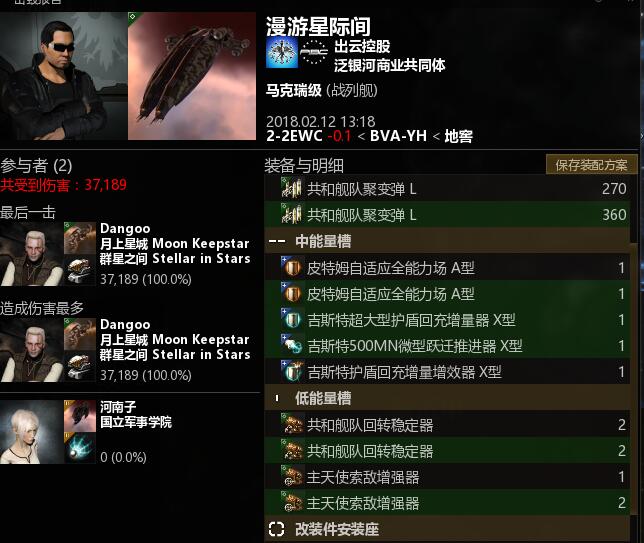 漫游星际间
出云控股
泛银河商业共同体
马克瑞级 (战列舰)
2018.02.12 13:18
2-2EWC -0.1 < BVA-YH < 地窖
参与者 (2)
共受到伤害：37,189
最后一击
Dangoo
月上星城 Moon Keepstar
群星之间 Stellar in Stars
37,189 (100.0%)
造成伤害最多
Dangoo
月上星城 Moon Keepstar
群星之间 Stellar in Stars
37,189 (100.0%)
河南子
国立军事学院
0 (0.0%)
装备与明细
保存装配方案
共和舰队聚变弹 L 270
共和舰队聚变弹 L 360
中能量槽
皮特姆自适应全能力场 A型 1
皮特姆自适应全能力场 A型 1
吉斯特超大型护盾回充增量器 X型 1
吉斯特500MN微型跃迁推进器 X型 1
吉斯特护盾回充增量增效器 X型 1
低能量槽
共和舰队回转稳定器 2
共和舰队回转稳定器 2
主天使索敌增强器 1
主天使索敌增强器 2
改装件安装座